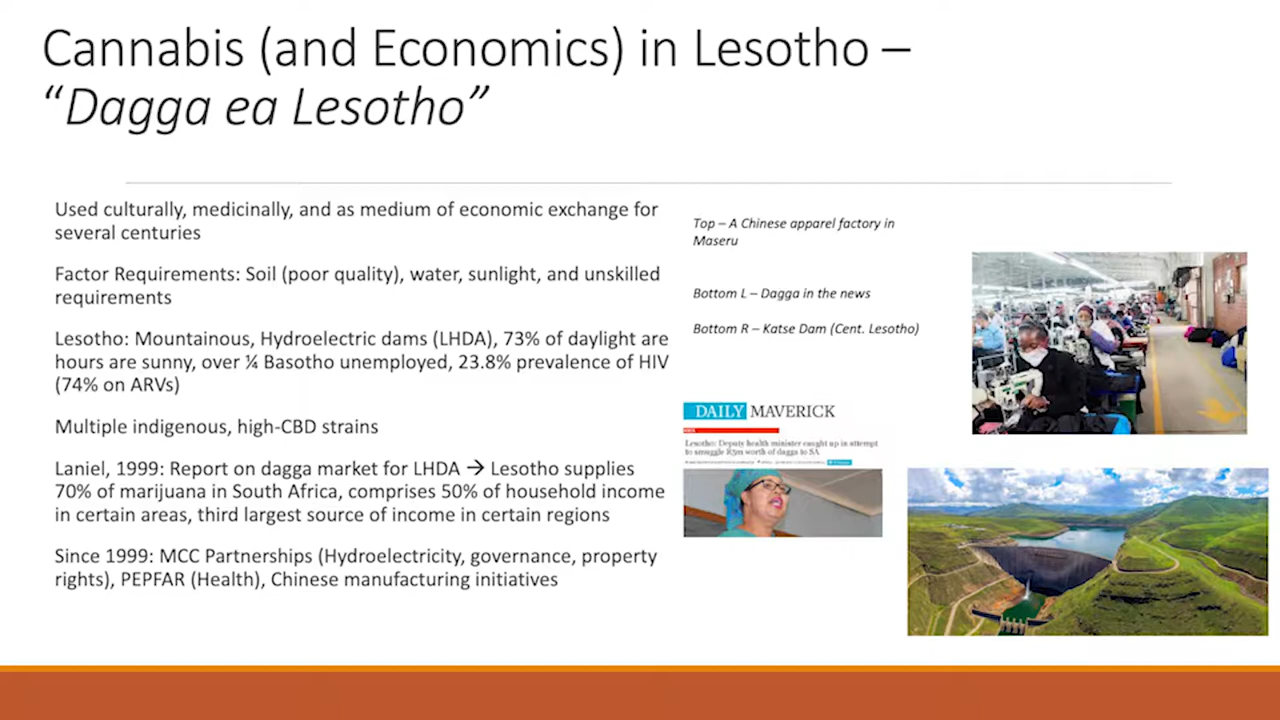 Cannabis (and Economics) in Lesotho –
“Dagga ea Lesotho”
Used culturally, medicinally, and as medium of economic exchange for
several centuries
Factor Requirements: Soil (poor quality), water, sunlight, and unskilled
requirements
Lesotho: Mountainous, Hydroelectric dams (LHDA), 73% of daylight are
hours are sunny, over ¼ Basotho unemployed, 23.8% prevalence of HIV
(74% on ARVs)
Multiple indigenous, high-CBD strains
Laniel, 1999: Report on dagga market for LHDA → Lesotho supplies
70% of marijuana in South Africa, comprises 50% of household income
in certain areas, third largest source of income in certain regions
Since 1999: MCC Partnerships (Hydroelectricity, governance, property
rights), PEPFAR (Health), Chinese manufacturing initiatives
Top – A Chinese apparel factory in
Maseru
Bottom L – Dagga in the news
Bottom R – Katse Dam (Cent. Lesotho)
DAILY MAVERICK
Lesotho: Deputy health minister caught up in attempt
to smuggle R3m worth of dagga to SA